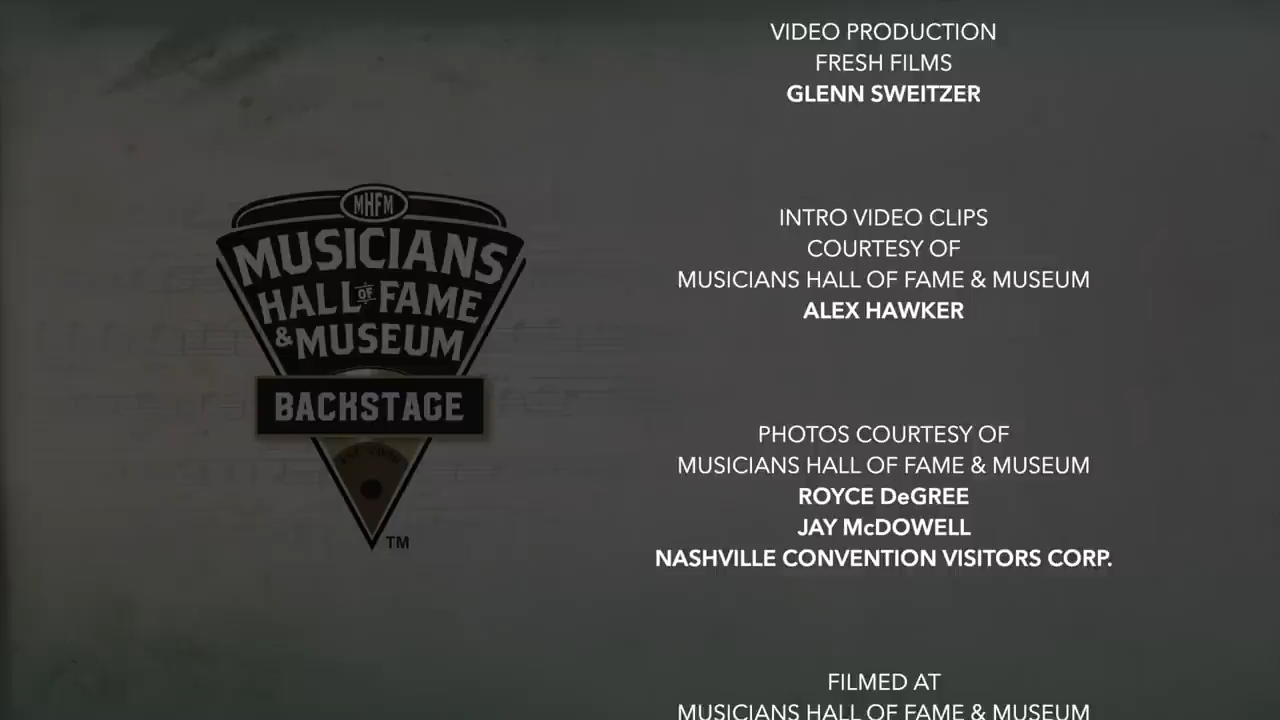 VIDEO PRODUCTION
FRESH FILMS
GLENN SWEITZER
INTRO VIDEO CLIPS
COURTESY OF
MUSICIANS HALL OF FAME & MUSEUM
ALEX HAWKER
PHOTOS COURTESY OF
MUSICIANS HALL OF FAME & MUSEUM
ROYCE DeGREE
JAY McDOWELL
NASHVILLE CONVENTION VISITORS CORP.
FILMED AT
MUSICIANS HALL OF FAME & MUSEUM
MHFM
MUSICIANS
HALL OF FAME
& MUSEUM
BACKSTAGE
TM